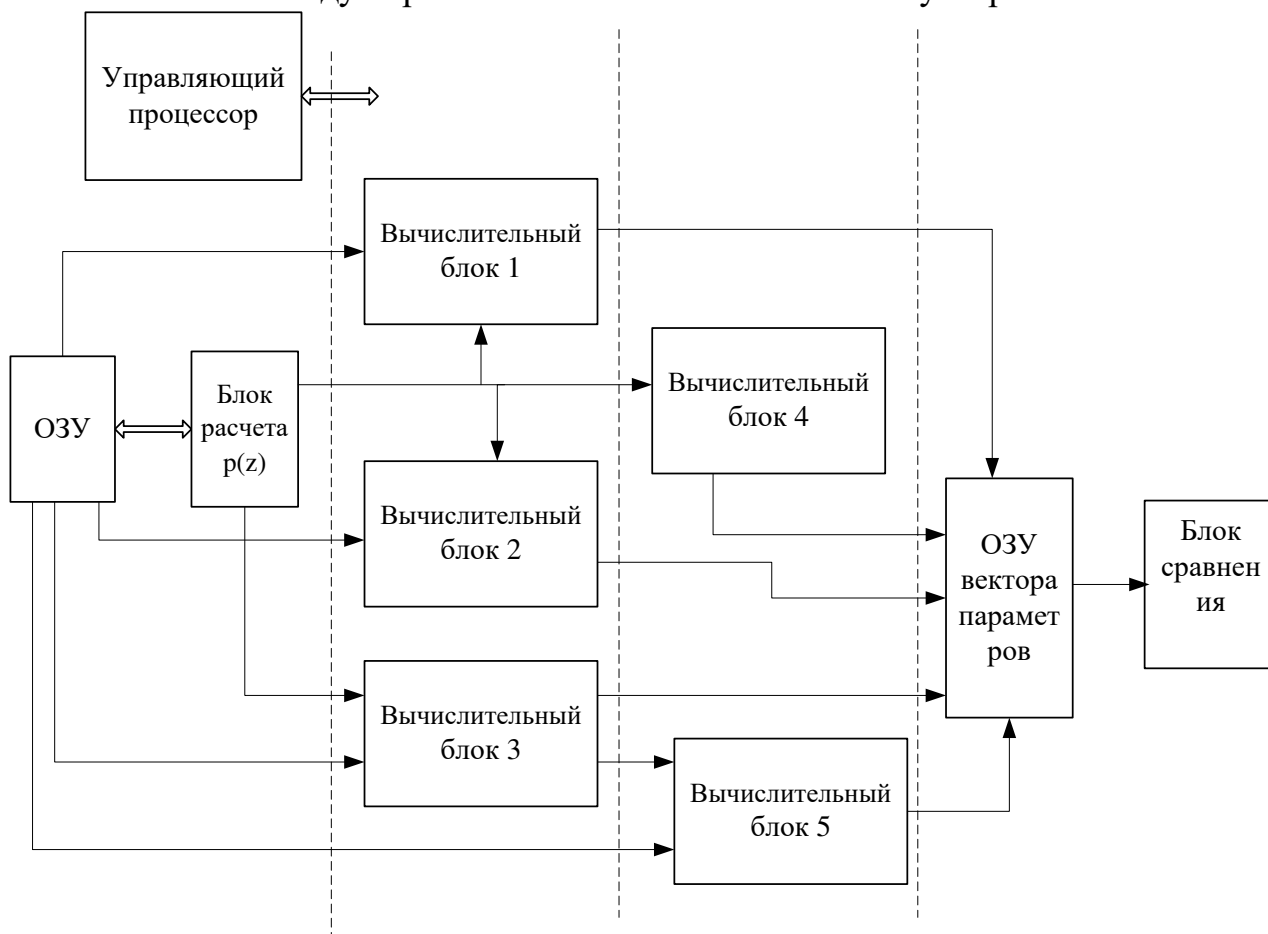 Управляющий
процессор
Вычислительный
блок 1
ОЗУ
Блок
расчета
p(z)
Вычислительный
блок 4
Вычислительный
блок 2
ОЗУ
вектора
парамет
ров
Блок
сравнен
ия
Вычислительный
блок 3
Вычислительный
блок 5